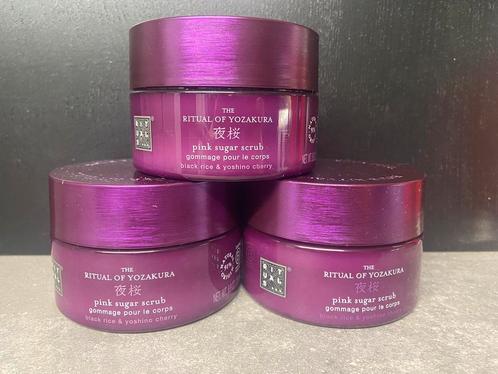 THE
RITUAL OF YOZAKURA
夜桜
pink sugar scrub
gommage pour le corps
black rice & yoshino cherry
RITUALS
THE
RITUAL OF YOZAKURA
夜桜
pink sugar scrub
gommage pour le corps
black rice & yoshino cherry
THE
RITUAL OF YOZAKURA
夜桜
pink sugar scrub
gommage pour le corps
black rice & yoshino cherry
RITUALS